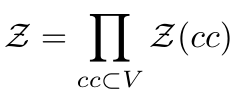 𝒵 = ∏_{cc⊂V} 𝒵(cc)